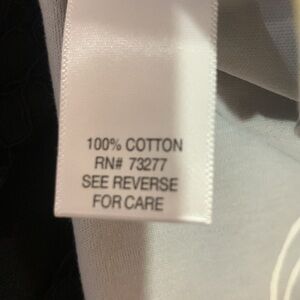 100% COTTON
RN# 73277
SEE REVERSE
FOR CARE